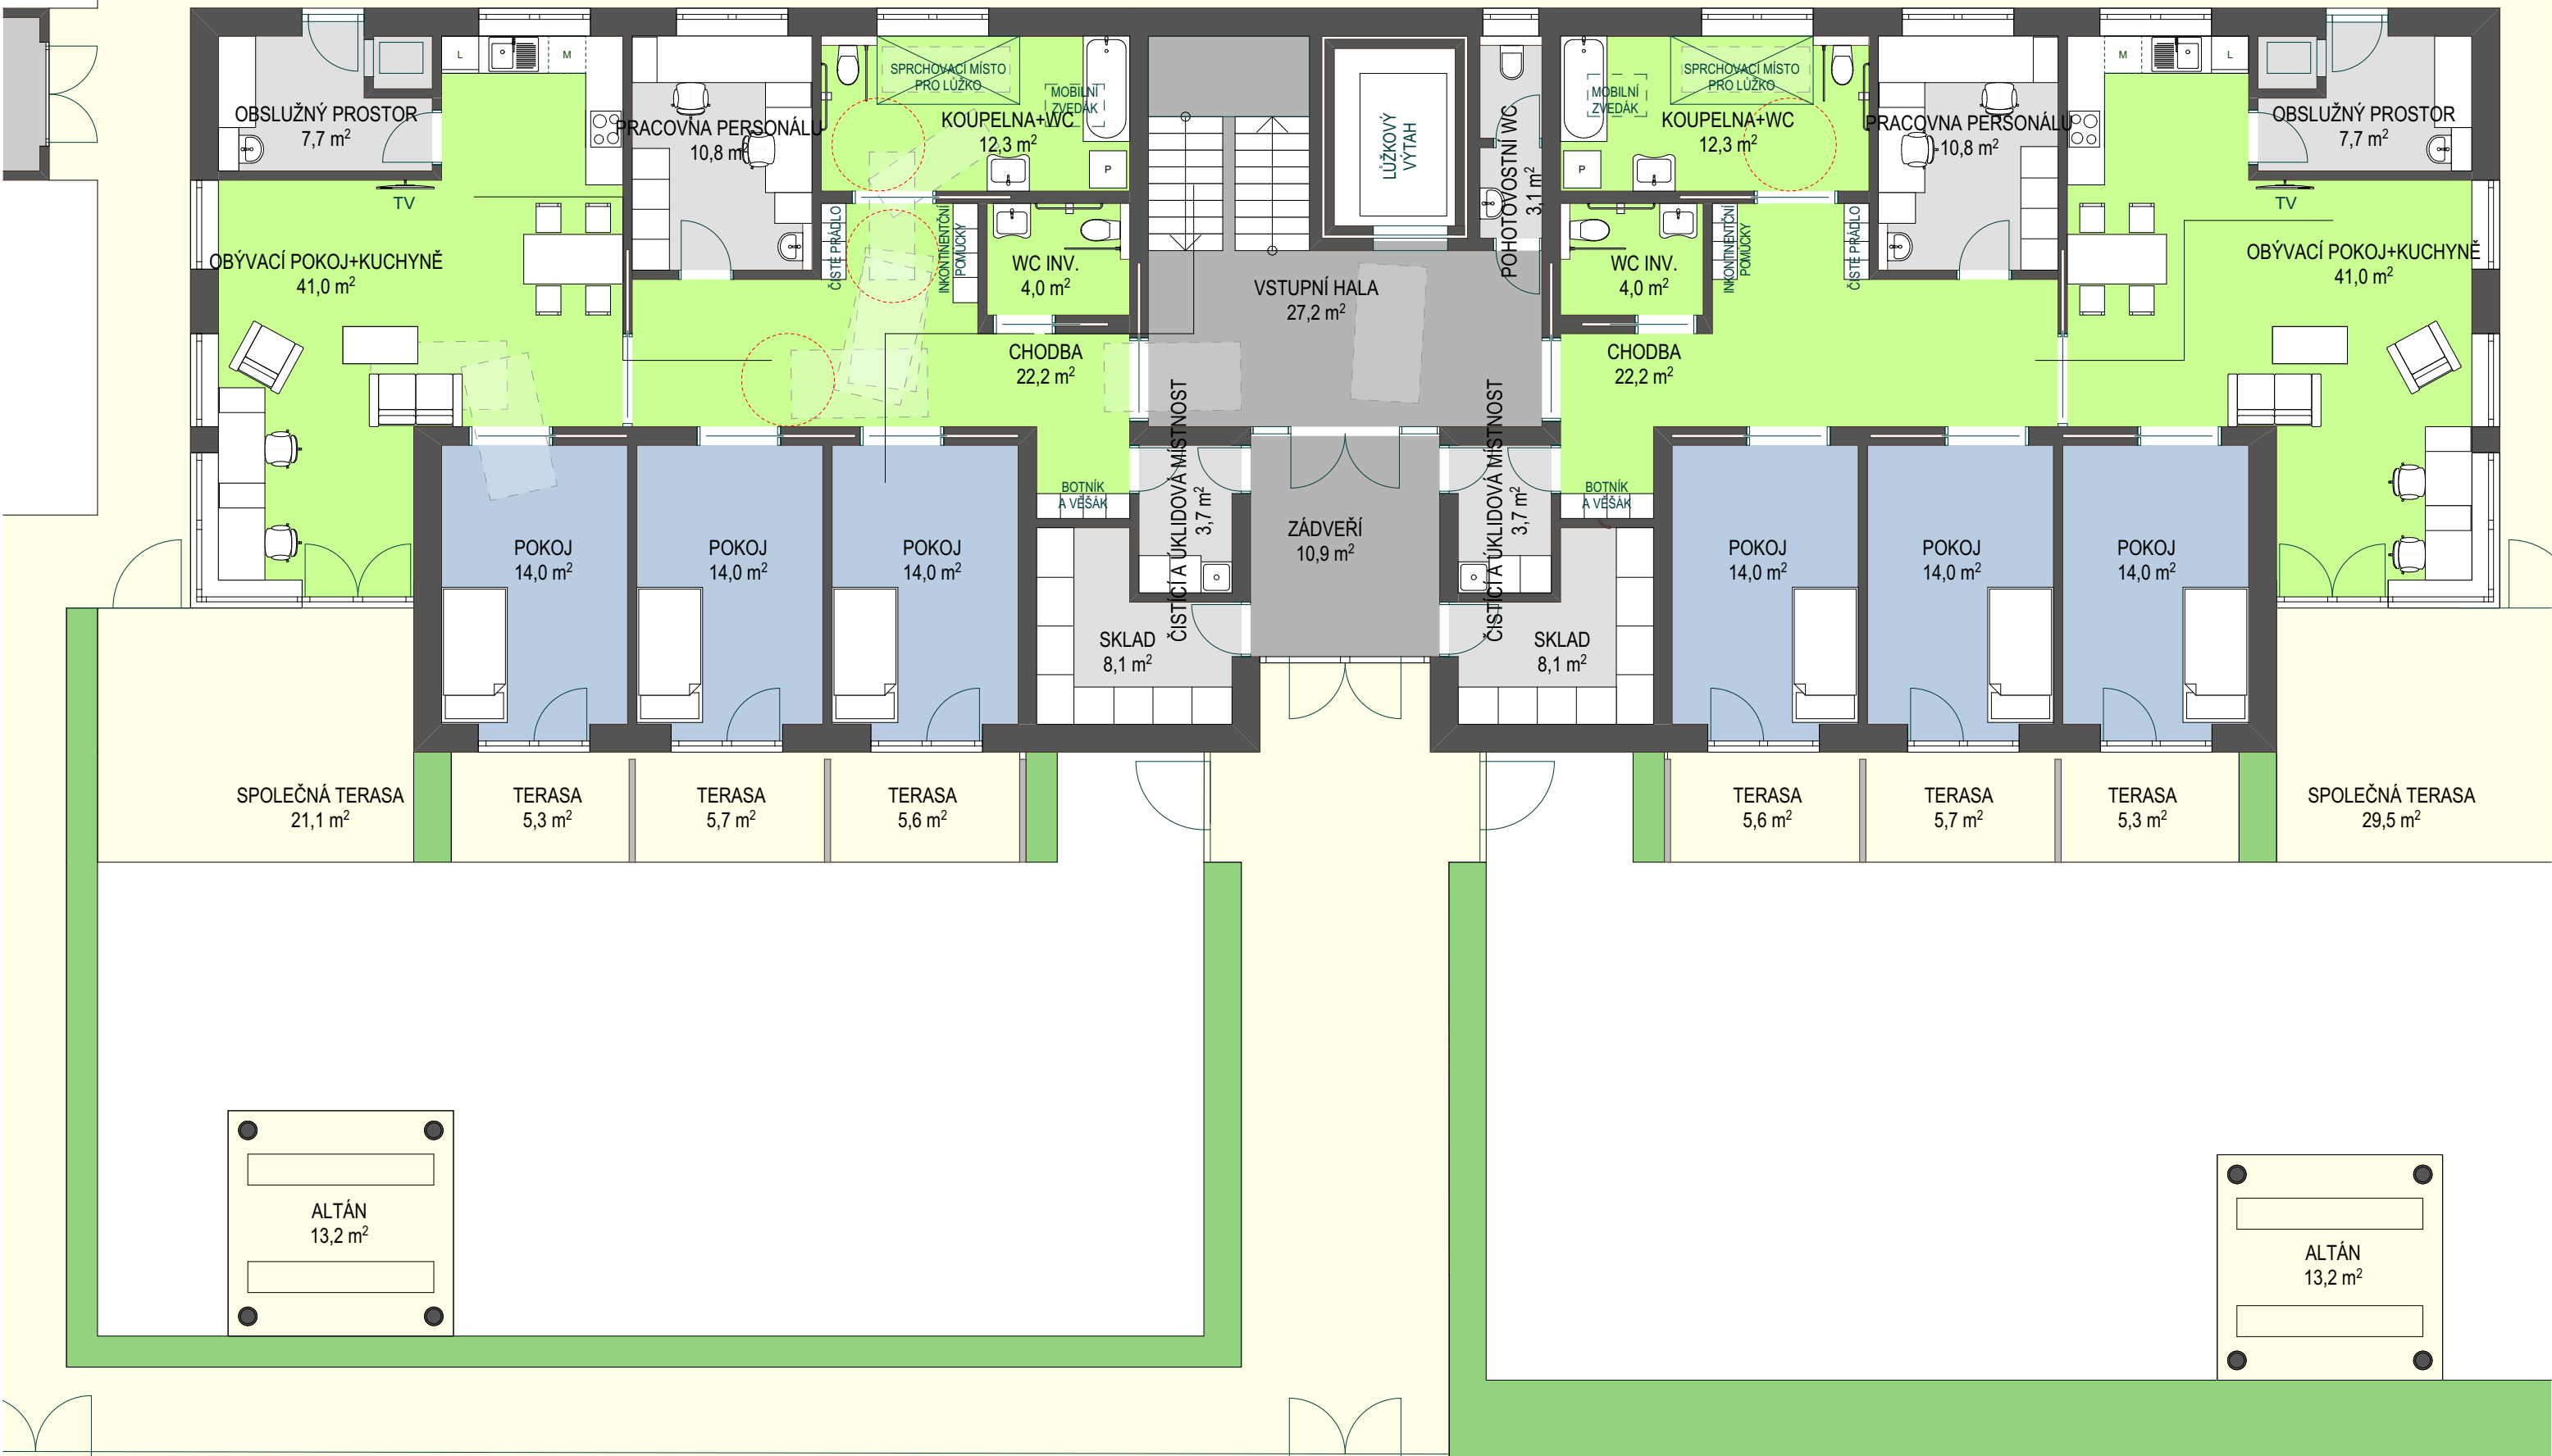 L
M
SPRCHOVACÍ MÍSTO
PRO LŮŽKO
MOBILNÍ
ZVEDÁK
OBSLUŽNÝ PROSTOR
7,7 m²
PRACOVNA PERSONÁLU
10,8 m²
KOUPELNA+WC
12,3 m²
P
TV
OBÝVACÍ POKOJ+KUCHYNĚ
41,0 m²
ČISTÉ PRÁDLO
INKONTINENTČNÍ
POMŮCKY
WC INV.
4,0 m²
CHODBA
22,2 m²
LŮŽKOVÝ
VÝTAH
POHOTOVOSTNÍ WC
3,1 m²
VSTUPNÍ HALA
27,2 m²
MOBILNÍ
ZVEDÁK
SPRCHOVACÍ MÍSTO
PRO LŮŽKO
KOUPELNA+WC
12,3 m²
P
PRACOVNA PERSONÁLU
10,8 m²
M
L
OBSLUŽNÝ PROSTOR
7,7 m²
TV
WC INV.
4,0 m²
INKONTINENTČNÍ
POMŮCKY
ČISTÉ PRÁDLO
OBÝVACÍ POKOJ+KUCHYNĚ
41,0 m²
CHODBA
22,2 m²
POKOJ
14,0 m²
POKOJ
14,0 m²
POKOJ
14,0 m²
BOTNÍK
A VĚŠÁK
ČISTÍCÍ A ÚKLIDOVÁ MÍSTNOST
3,7 m²
SKLAD
8,1 m²
ZÁDVEŘÍ
10,9 m²
ČISTÍCÍ A ÚKLIDOVÁ MÍSTNOST
3,7 m²
BOTNÍK
A VĚŠÁK
SKLAD
8,1 m²
POKOJ
14,0 m²
POKOJ
14,0 m²
POKOJ
14,0 m²
SPOLEČNÁ TERASA
21,1 m²
TERASA
5,3 m²
TERASA
5,7 m²
TERASA
5,6 m²
TERASA
5,6 m²
TERASA
5,7 m²
TERASA
5,3 m²
SPOLEČNÁ TERASA
29,5 m²
ALTÁN
13,2 m²
ALTÁN
13,2 m²